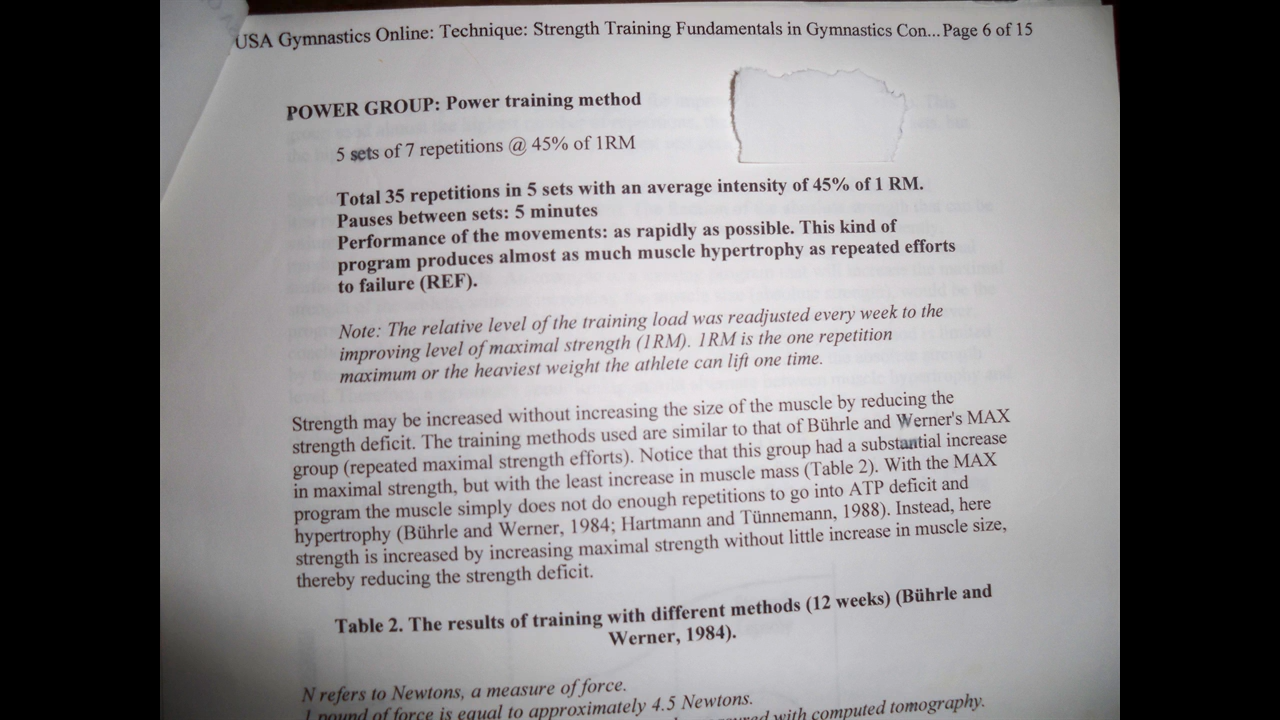 USA Gymnastics Online: Technique: Strength Training Fundamentals in Gymnastics Con... Page 6 of 15
POWER GROUP: Power training method
5 sets of 7 repetitions @ 45% of 1RM
Total 35 repetitions in 5 sets with an average intensity of 45% of 1 RM.
Pauses between sets: 5 minutes
Performance of the movements: as rapidly as possible. This kind of
program produces almost as much muscle hypertrophy as repeated efforts
to failure (REF).
Note: The relative level of the training load was readjusted every week to the
improving level of maximal strength (1RM). 1RM is the one repetition
maximum or the heaviest weight the athlete can lift one time.
Strength may be increased without increasing the size of the muscle by reducing the
strength deficit. The training methods used are similar to that of Bührle and Werner's MAX
group (repeated maximal strength efforts). Notice that this group had a substantial increase
in maximal strength, but with the least increase in muscle mass (Table 2). With the MAX
program the muscle simply does not do enough repetitions to go into ATP deficit and
hypertrophy (Bührle and Werner, 1984; Hartmann and Tünnemann, 1988). Instead, here
strength is increased by increasing maximal strength without little increase in muscle size,
thereby reducing the strength deficit.
Table 2. The results of training with different methods (12 weeks) (Bührle and
Werner, 1984).
N refers to Newtons, a measure of force.
1 pound of force is equal to approximately 4.5 Newtons.
with computed tomography.